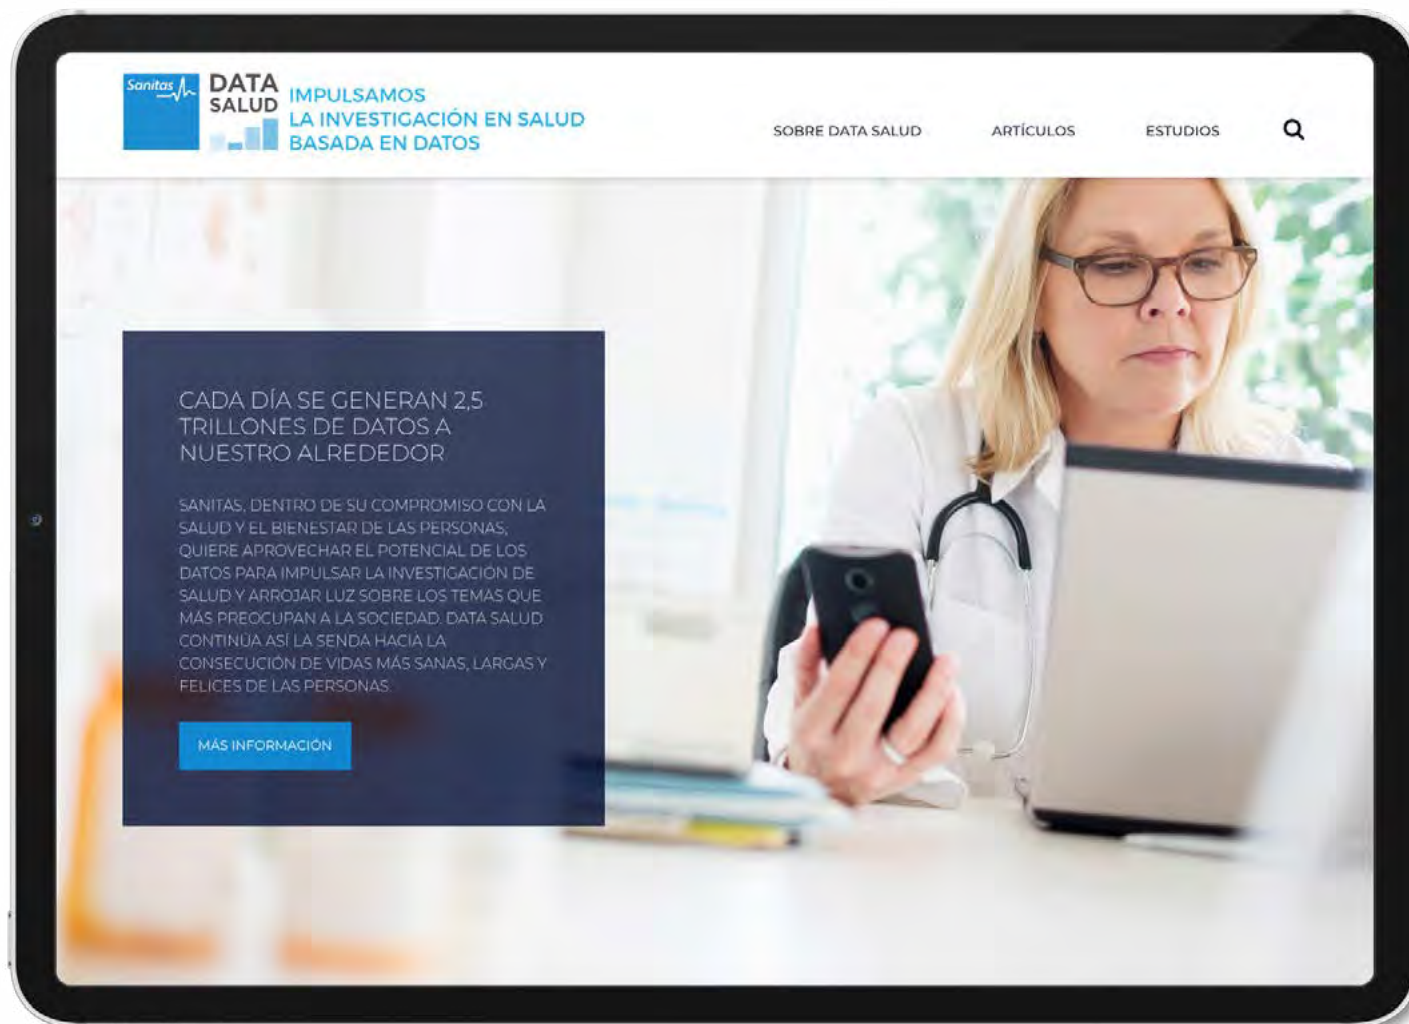 Sanitas
DATA
SALUD
IMPULSAMOS
LA INVESTIGACIÓN EN SALUD
BASADA EN DATOS
SOBRE DATA SALUD
ARTÍCULOS
ESTUDIOS
CADA DÍA SE GENERAN 2,5
TRILLONES DE DATOS A
NUESTRO ALREDEDOR
SANITAS, DENTRO DE SU COMPROMISO CON LA
SALUD Y EL BIENESTAR DE LAS PERSONAS,
QUIERE APROVECHAR EL POTENCIAL DE LOS
DATOS PARA IMPULSAR LA INVESTIGACIÓN DE
SALUD Y ARROJAR LUZ SOBRE LOS TEMAS QUE
MÁS PREOCUPAN A LA SOCIEDAD. DATA SALUD
CONTINÚA ASÍ LA SENDA HACIA LA
CONSECUCIÓN DE VIDAS MÁS SANAS, LARGAS Y
FELICES DE LAS PERSONAS.
MÁS INFORMACIÓN